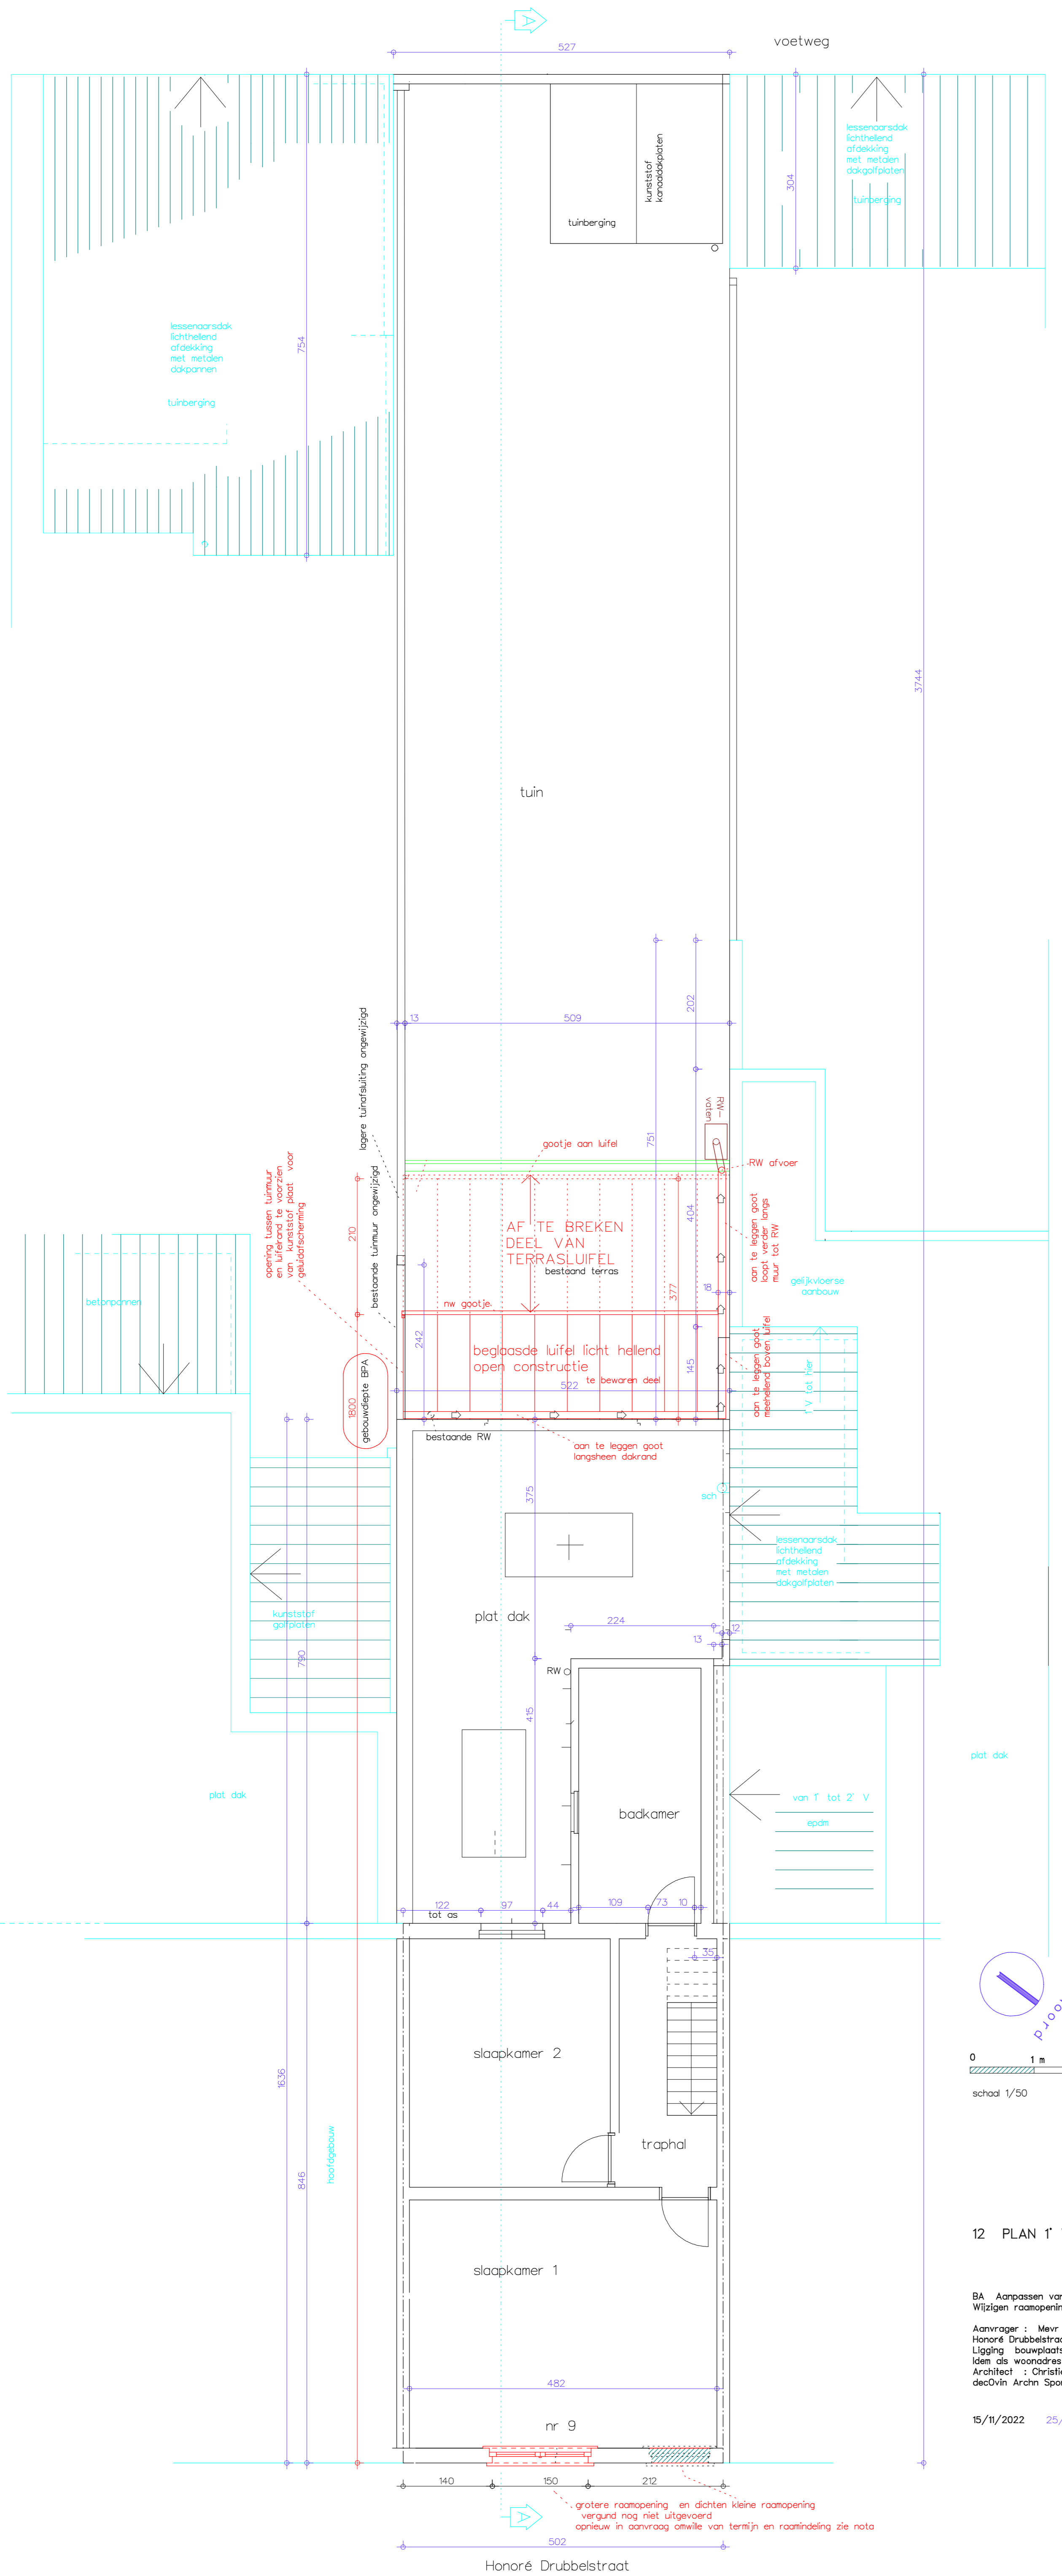 A
527
voetweg
lessenaarsdak
lichthellend
afdekking
met metalen
dakgolfplaten
tuinberging
304
kunststof
kanaaldakplaten
tuinberging
lessenaarsdak
lichthellend
afdekking
met metalen
dakpannen
tuinberging
754
3744
tuin
202
13
509
lagere tuinafsluiting ongewijzigd
RW-
vaten
751
gootje aan luifel
RW afvoer
opening tussen tuinmuur
en luifelrand te voorzien
van kunststof plaat voor
geluidafscherming
210
bestaande tuinmuur ongewijzigd
AF TE BREKEN
DEEL VAN
TERRASLUIFEL
bestaand terras
404
377
18
aan te leggen goot
loopt verder langs
muur tot RW
gelijkvloerse
aanbouw
betonpannen
nw gootje
242
beglaasde luifel licht hellend
open constructie
te bewaren deel
522
145
aan te leggen goot
meehellend boven luifel
1800
gebouwdiepte BPA
bestaande RW
aan te leggen goot
langsheen dakrand
375
sch
lessenaarsdak
lichthellend
afdekking
met metalen
dakgolfplaten
kunststof
golfplaten
plat dak
224
12
13
790
RW
415
plat dak
plat dak
badkamer
van 1° tot 2° V
epdm
122
97
44
109
73
10
tot as
35
Noord
slaapkamer 2
0
1 m
schaal 1/50
1636
hoofdgebouw
846
traphal
12 PLAN 1°
slaapkamer 1
BA Aanpassen van
Wijzigen raamopenin
Aanvrager : Mevr
Honoré Drubbelstraa
Ligging bouwplaats
Idem als woonadres
Architect : Christie
decOvin Archn Spor
482
15/11/2022 25/
nr 9
140
150
212
grotere raamopening en dichten kleine raamopening
vergund nog niet uitgevoerd
opnieuw in aanvraag omwille van termijn en raamindeling zie nota
A
502
Honoré Drubbelstraat